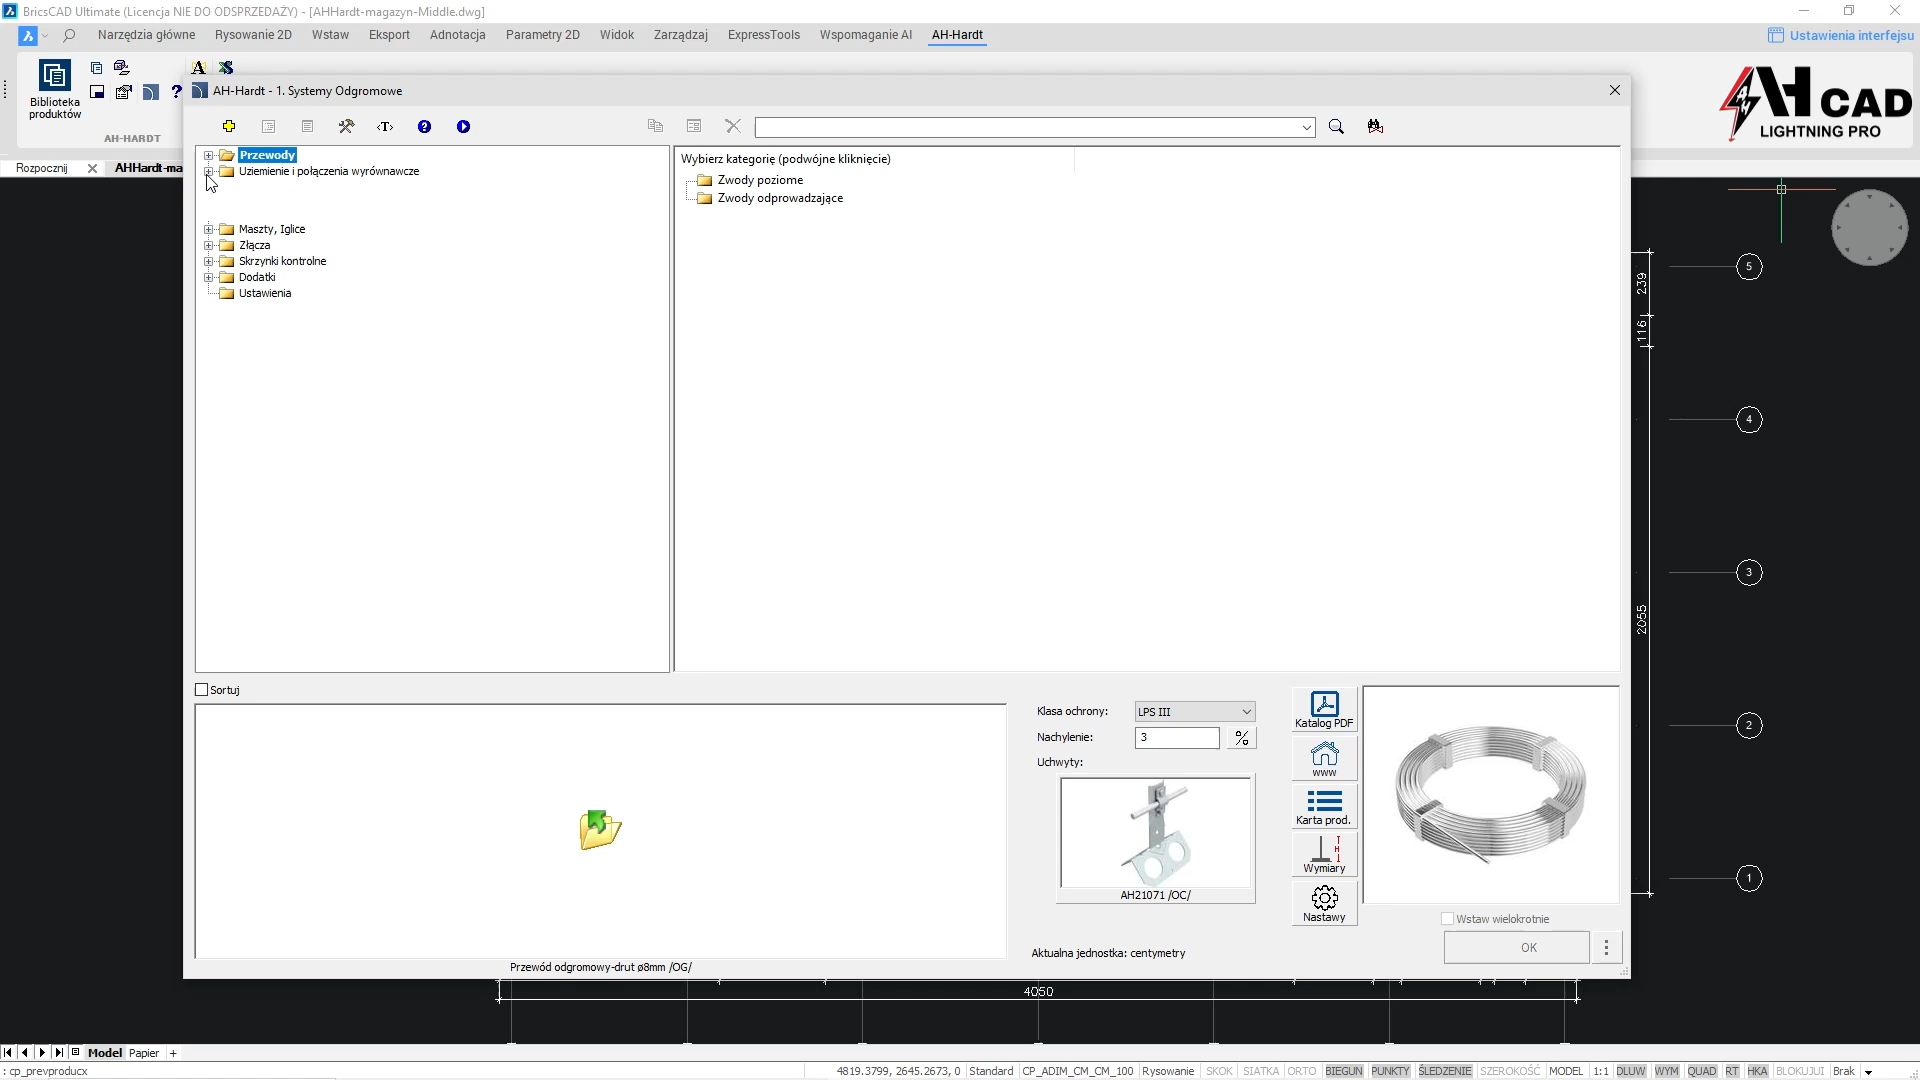 BricsCAD Ultimate (Licencja NIE DO ODSPRZEDAŻY) - [AHHardt-magazyn-Middle.dwg]
Narzędzia główne Rysowanie 2D Wstaw Eksport Adnotacja Parametry 2D Widok Zarządzaj ExpressTools Wspomaganie AI AH-Hardt Ustawienia interfejsu
Biblioteka
produktów
AH-HARDT
AH CAD
LIGHTNING PRO
Rozpocznij AHHardt-ma
AH-Hardt - 1. Systemy Odgromowe
Przewody
Uziemienie i połączenia wyrównawcze
Maszty, Iglice
Złącza
Skrzynki kontrolne
Dodatki
Ustawienia
Wybierz kategorię (podwójne kliknięcie)
Zwody poziome
Zwody odprowadzające
Sortuj
Przewód odgromowy-drut ø8mm /OG/
Klasa ochrony: LPS III
Nachylenie: 3 %
Uchwyty:
AH21071 /OC/
Aktualna jednostka: centymetry
Katalog PDF
www
Karta prod.
Wymiary
Nastawy
Wstaw wielokrotnie
OK
5
239
116
4
3
2055
2
1
4050
Model Papier +
: cp_prevproducx
4819.3799, 2645.2673, 0 Standard CP_ADIM_CM_CM_100 Rysowanie SKOK SIATKA ORTO BIEGUN PUNKTY ŚLEDZENIE SZEROKOŚĆ MODEL 1:1 DLUW WYM QUAD RT HKA BLOKUJUI Brak